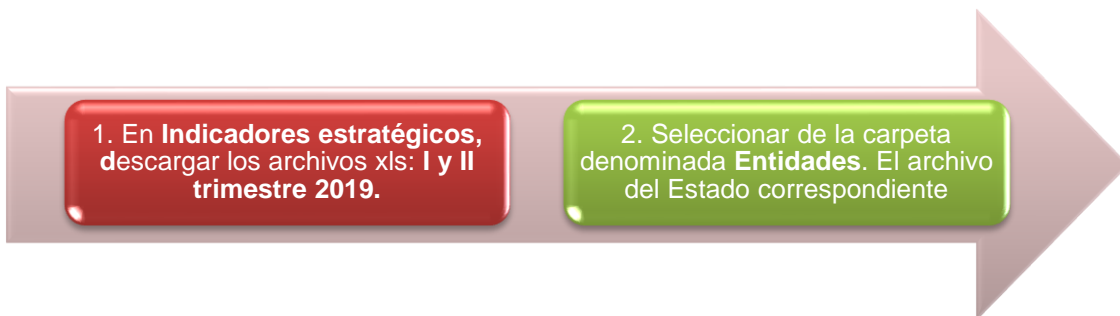 1. En Indicadores estratégicos,
descargar los archivos xls: I y II
trimestre 2019.
2. Seleccionar de la carpeta
denominada Entidades. El archivo
del Estado correspondiente